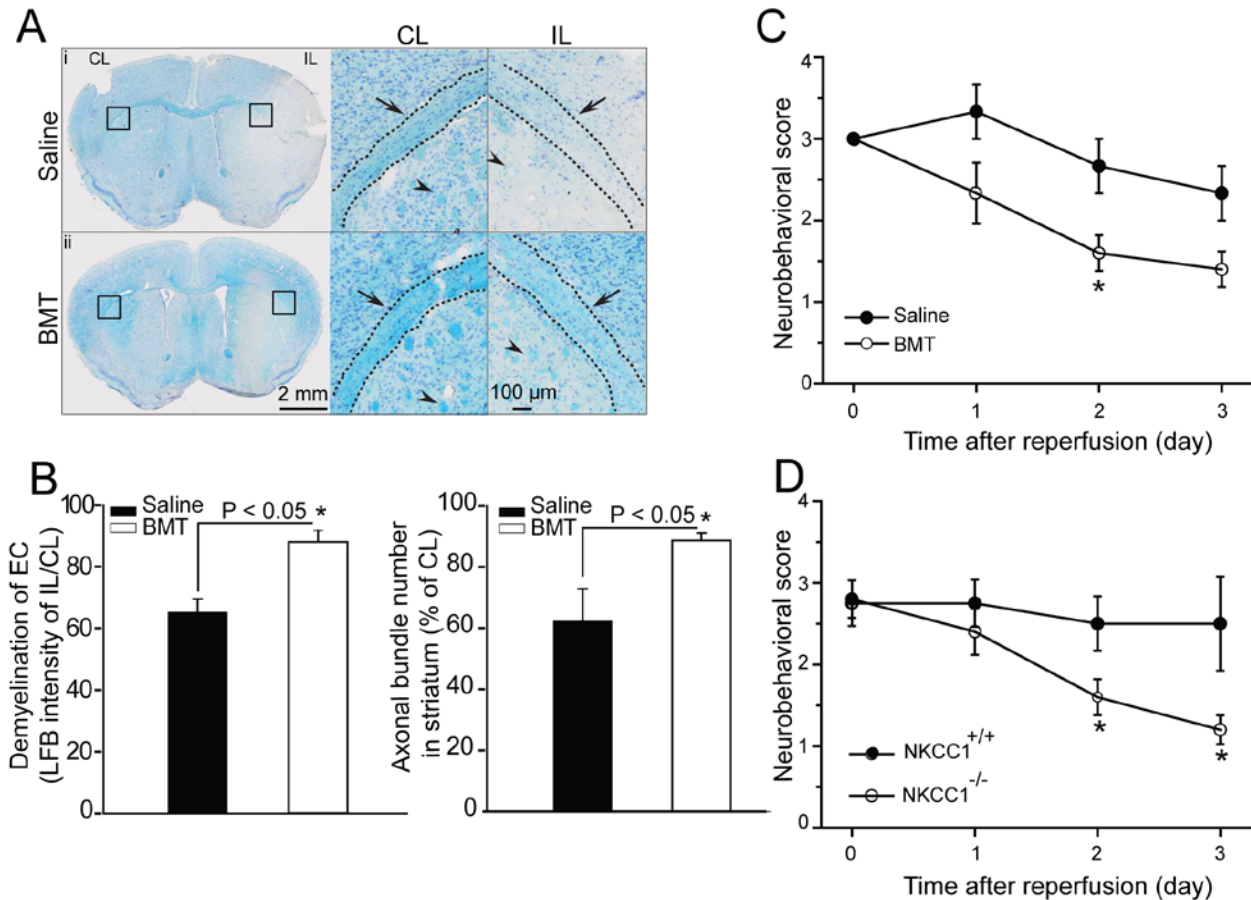 A
CL
IL
i
CL
IL
Saline
ii
BMT
2 mm
100 µm
B
Saline
BMT
P < 0.05
*
100
80
60
40
20
0
Demyelination of EC
(LFB intensity of IL/CL)
Saline
BMT
P < 0.05
*
100
80
60
40
20
0
Axonal bundle number
in striatum (% of CL)
C
Neurobehavioral score
4
3
2
1
0
*
Saline
BMT
0
1
2
3
Time after reperfusion (day)
D
Neurobehavioral score
4
3
2
1
0
*
*
NKCC1+/+
NKCC1-/-
0
1
2
3
Time after reperfusion (day)